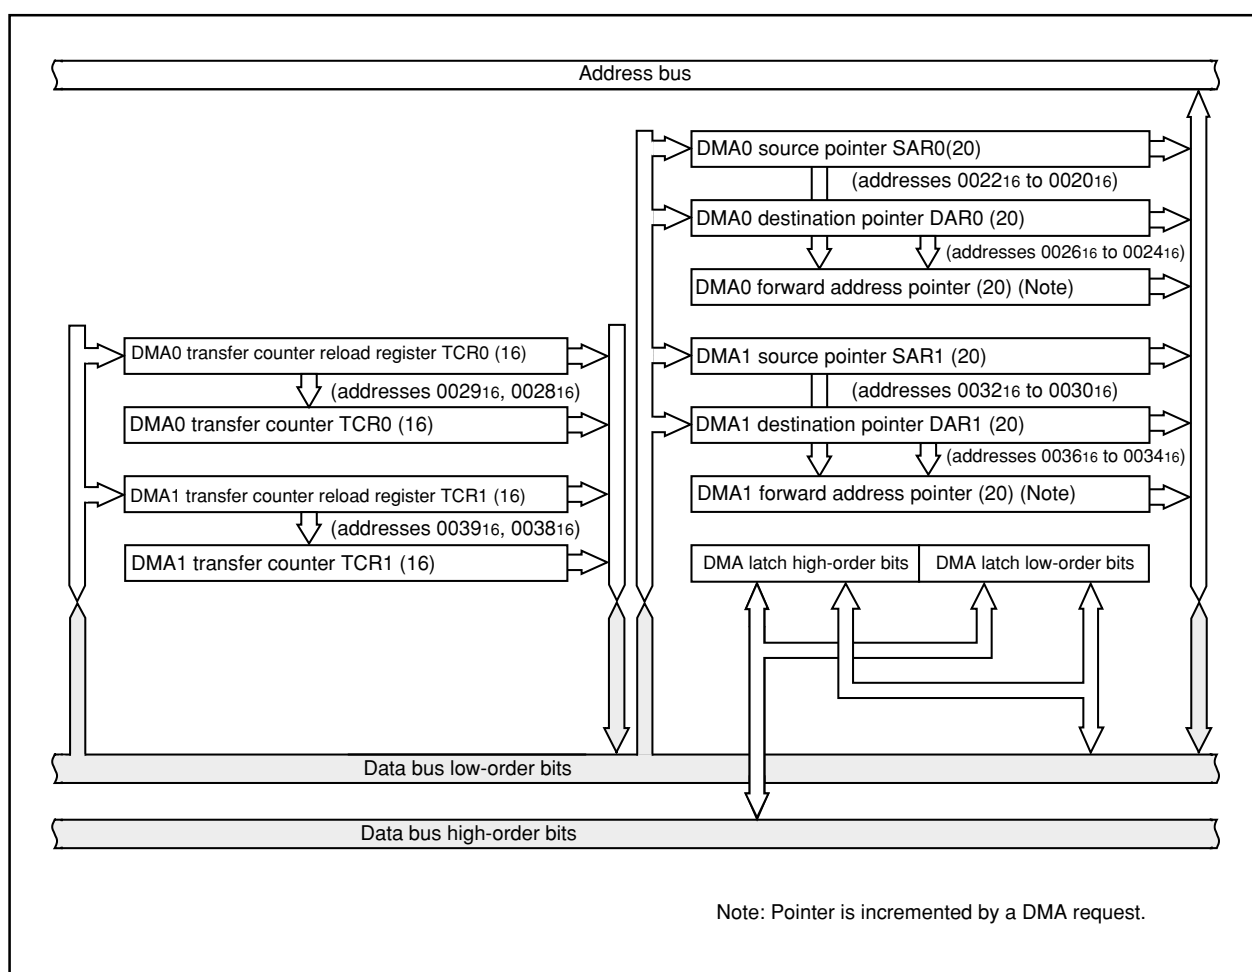 Address bus
DMA0 source pointer SAR0(20)
(addresses 002216 to 002016)
DMA0 destination pointer DAR0 (20)
(addresses 002616 to 002416)
DMA0 forward address pointer (20) (Note)
DMA0 transfer counter reload register TCR0 (16)
(addresses 002916, 002816)
DMA0 transfer counter TCR0 (16)
DMA1 transfer counter reload register TCR1 (16)
(addresses 003916, 003816)
DMA1 transfer counter TCR1 (16)
DMA1 source pointer SAR1 (20)
(addresses 003216 to 003016)
DMA1 destination pointer DAR1 (20)
(addresses 003616 to 003416)
DMA1 forward address pointer (20) (Note)
DMA latch high-order bits
DMA latch low-order bits
Data bus low-order bits
Data bus high-order bits
Note: Pointer is incremented by a DMA request.